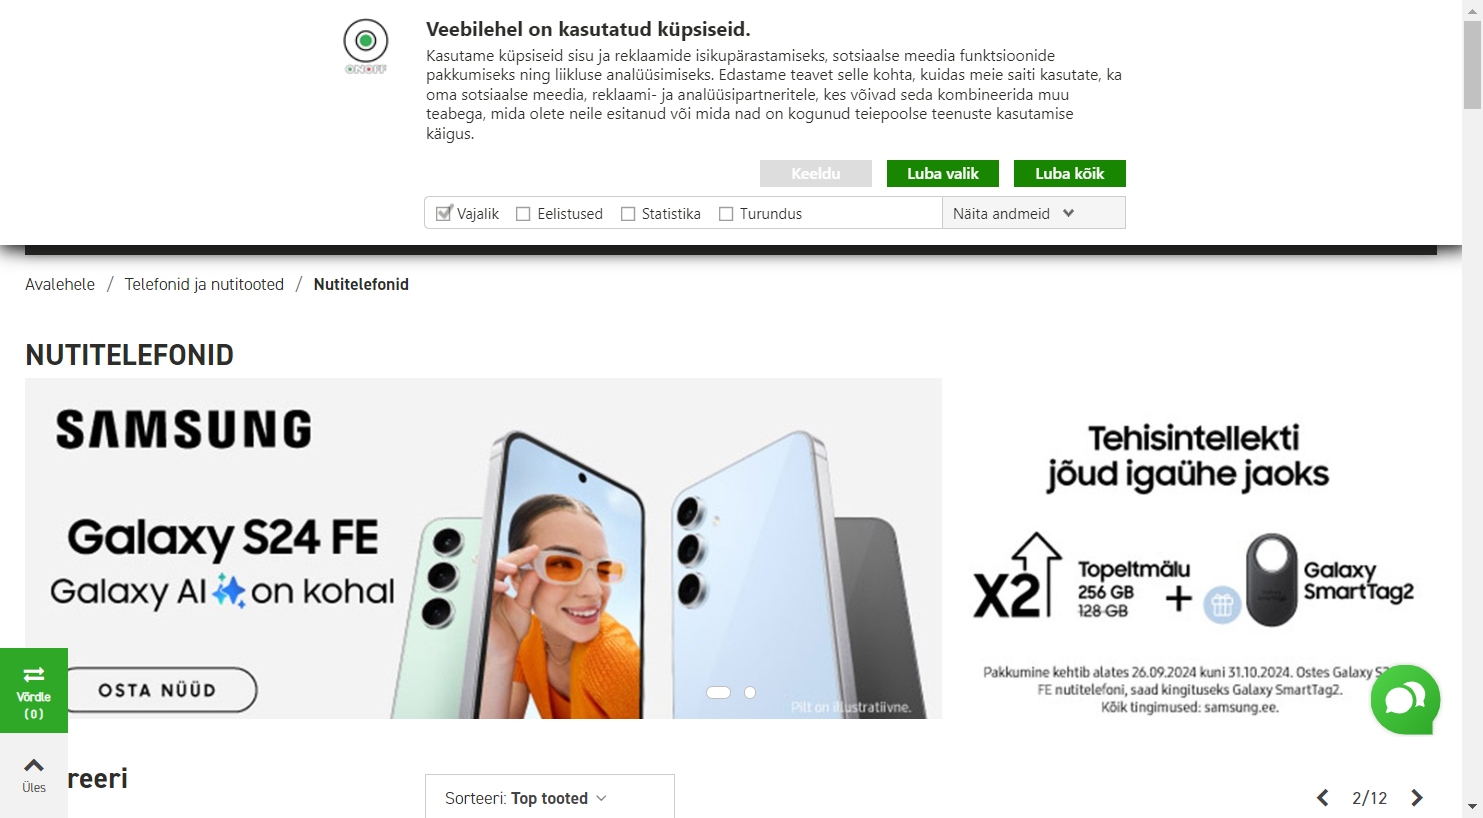 ONOFF
Veebilehel on kasutatud küpsiseid.
Kasutame küpsiseid sisu ja reklaamide isikupärastamiseks, sotsiaalse meedia funktsioonide
pakkumiseks ning liikluse analüüsimiseks. Edastame teavet selle kohta, kuidas meie saiti kasutate, ka
oma sotsiaalse meedia, reklaami- ja analüüsipartneritele, kes võivad seda kombineerida muu
teabega, mida olete neile esitanud või mida nad on kogunud teiepoolse teenuste kasutamise
käigus.
Keeldu
Luba valik
Luba kõik
Vajalik
Eelistused
Statistika
Turundus
Näita andmeid
Avalehele / Telefonid ja nutitooted / Nutitelefonid
NUTITELEFONID
SAMSUNG
Galaxy S24 FE
Galaxy AI on kohal
OSTA NÜÜD
Pilt on illustratiivne.
Tehisintellekti
jõud igaühe jaoks
X2
Topeltmälu
256 GB
128 GB
+
Galaxy
SmartTag2
Pakkumine kehtib alates 26.09.2024 kuni 31.10.2024. Ostes Galaxy
FE nutitelefoni, saad kingituseks Galaxy SmartTag2.
Kõik tingimused: samsung.ee.
Võrdle
(0)
Üles
reeri
Sorteeri: Top tooted
2/12